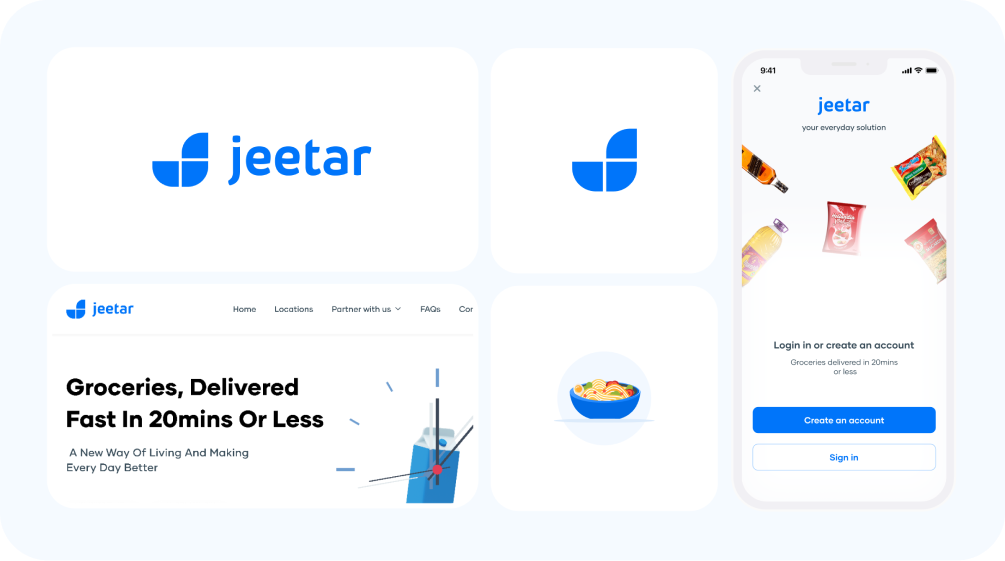 jeetar
jeetar
Home Locations Partner with us FAQs Cor
Groceries, Delivered
Fast In 20mins Or Less
A New Way Of Living And Making
Every Day Better
9:41
jeetar
your everyday solution
Login in or create an account
Groceries delivered in 20mins
or less
Create an account
Sign in